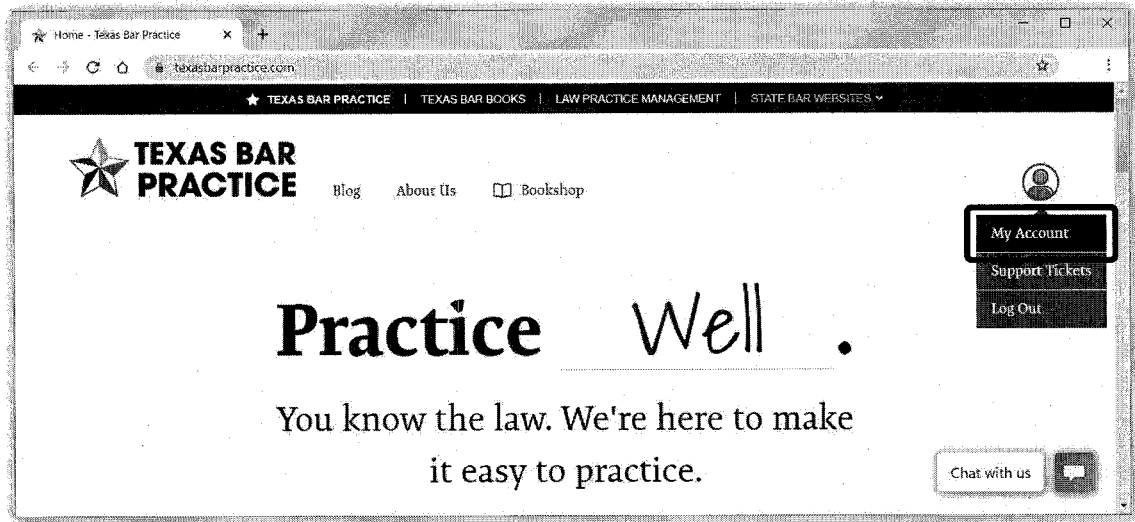 Home - Texas Bar Practice
texasbarpractice.com
TEXAS BAR PRACTICE | TEXAS BAR BOOKS | LAW PRACTICE MANAGEMENT | STATE BAR WEBSITES
TEXAS BAR
PRACTICE
Blog About Us Bookshop
My Account
Support Tickets
Log Out
Practice Well.
You know the law. We're here to make
it easy to practice.
Chat with us